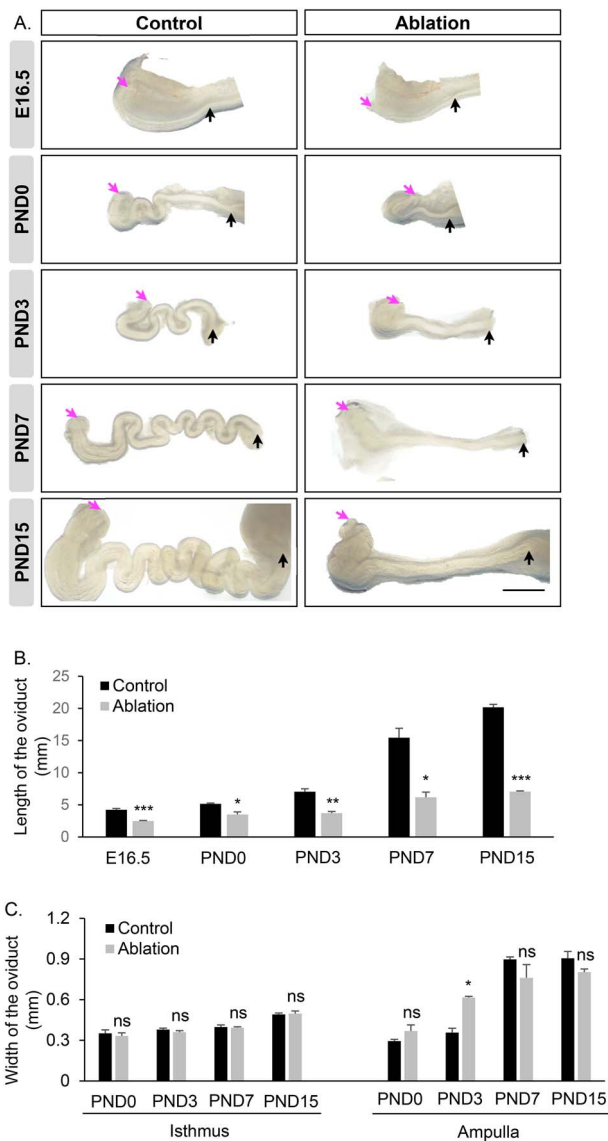 A.
Control Ablation
E16.5
PND0
PND3
PND7
PND15
B.
Length of the oviduct
(mm)
25
20
15
10
5
0
Control
Ablation
*** * ** * ***
E16.5 PND0 PND3 PND7 PND15
C.
Width of the oviduct
(mm)
1.2
0.9
0.6
0.3
0
Control
Ablation
ns ns ns ns ns * ns ns
PND0 PND3 PND7 PND15 PND0 PND3 PND7 PND15
Isthmus Ampulla